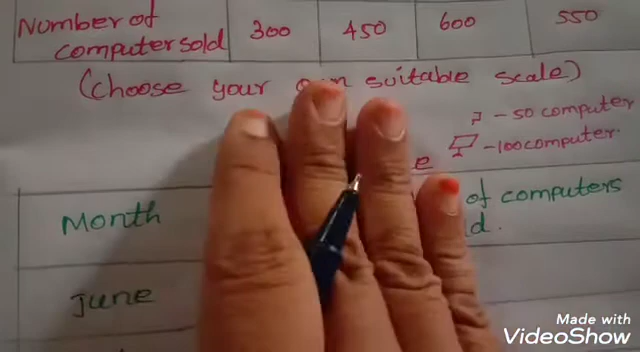 Number of 300 450 600 550
computer sold
(choose your own suitable scale)
- 50 computer
- 100 computer.
e
Month of computers
d.
June
Made with
VideoShow